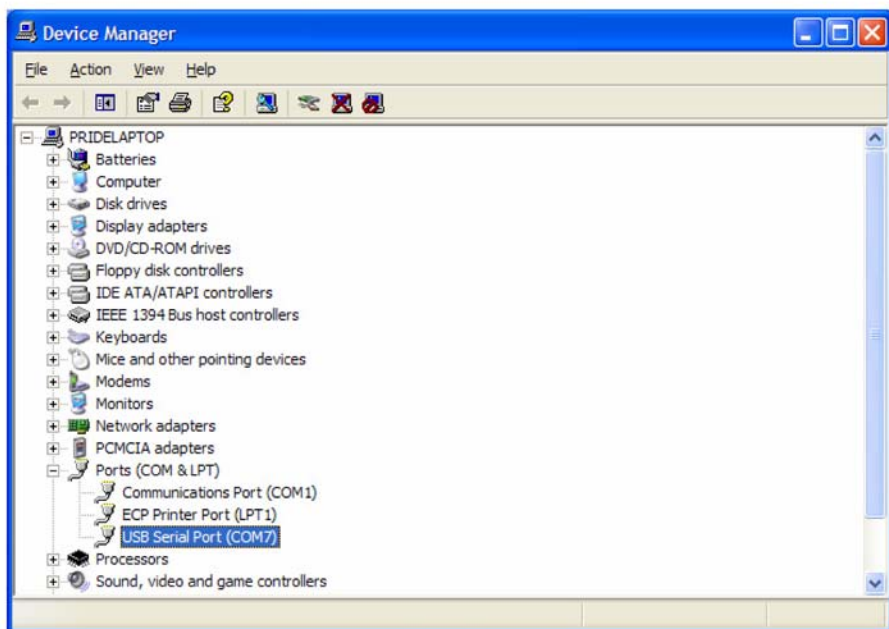 Device Manager
File Action View Help
PRIDELAPTOP
Batteries
Computer
Disk drives
Display adapters
DVD/CD-ROM drives
Floppy disk controllers
IDE ATA/ATAPI controllers
IEEE 1394 Bus host controllers
Keyboards
Mice and other pointing devices
Modems
Monitors
Network adapters
PCMCIA adapters
Ports (COM & LPT)
Communications Port (COM1)
ECP Printer Port (LPT1)
USB Serial Port (COM7)
Processors
Sound, video and game controllers